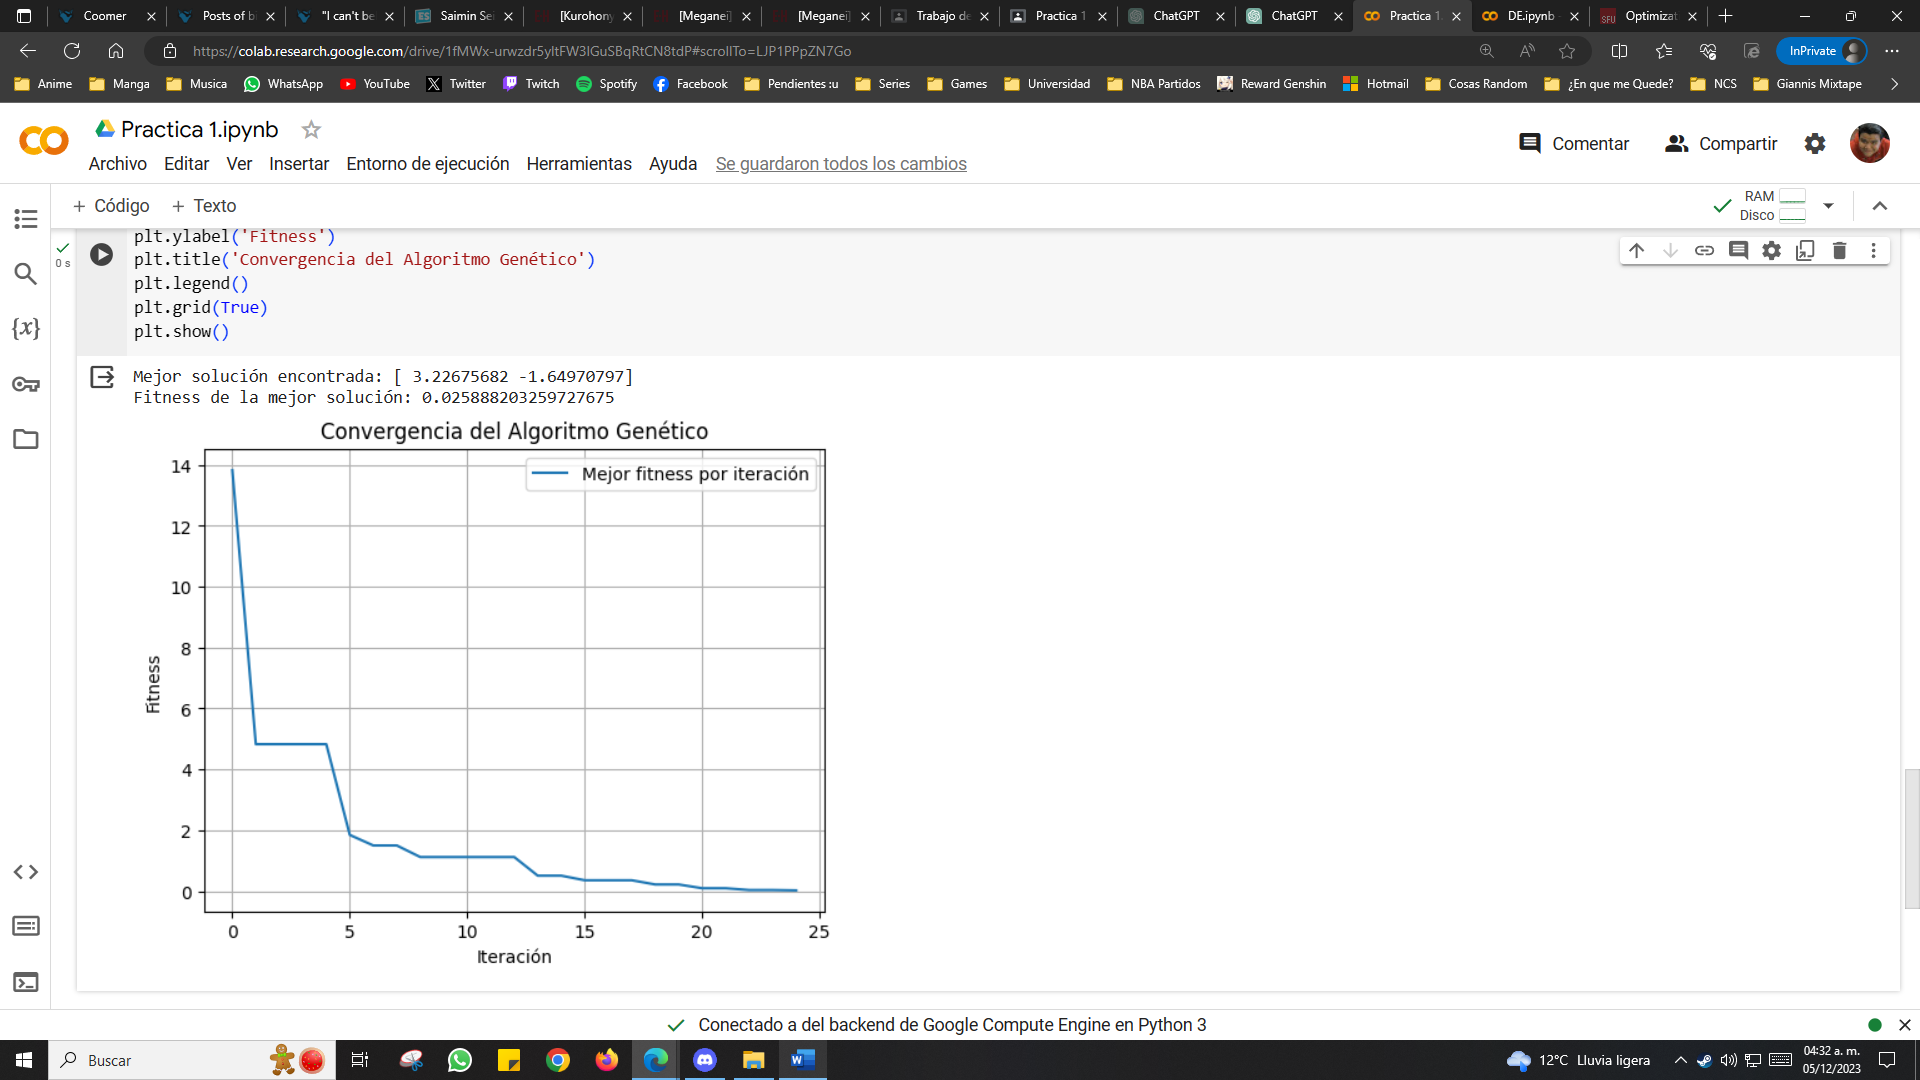 Coomer
Posts of bi
"I can't be
Saimin Sei
[Kurohony
[Meganei]
[Meganei]
Trabajo de
Practica 1
ChatGPT
ChatGPT
Practica 1.
DE.ipynb -
Optimizat
https://colab.research.google.com/drive/1fMWx-urwzdr5yltFW3lGuSBqRtCN8tdP#scrollTo=LJP1PPpZN7Go
InPrivate
Anime
Manga
Musica
WhatsApp
YouTube
Twitter
Twitch
Spotify
Facebook
Pendientes :u
Series
Games
Universidad
NBA Partidos
Reward Genshin
Hotmail
Cosas Random
¿En que me Quede?
NCS
Giannis Mixtape
Practica 1.ipynb
Comentar
Compartir
Archivo Editar Ver Insertar Entorno de ejecución Herramientas Ayuda Se guardaron todos los cambios
+ Código + Texto
RAM
Disco
0 s
plt.ylabel('Fitness')
plt.title('Convergencia del Algoritmo Genético')
plt.legend()
plt.grid(True)
plt.show()
Mejor solución encontrada: [ 3.22675682 -1.64970797]
Fitness de la mejor solución: 0.025888203259727675
Convergencia del Algoritmo Genético
Mejor fitness por iteración
14
12
10
8
6
4
2
0
Fitness
0 5 10 15 20 25
Iteración
Conectado a del backend de Google Compute Engine en Python 3
Buscar
12°C Lluvia ligera
04:32 a. m.
05/12/2023